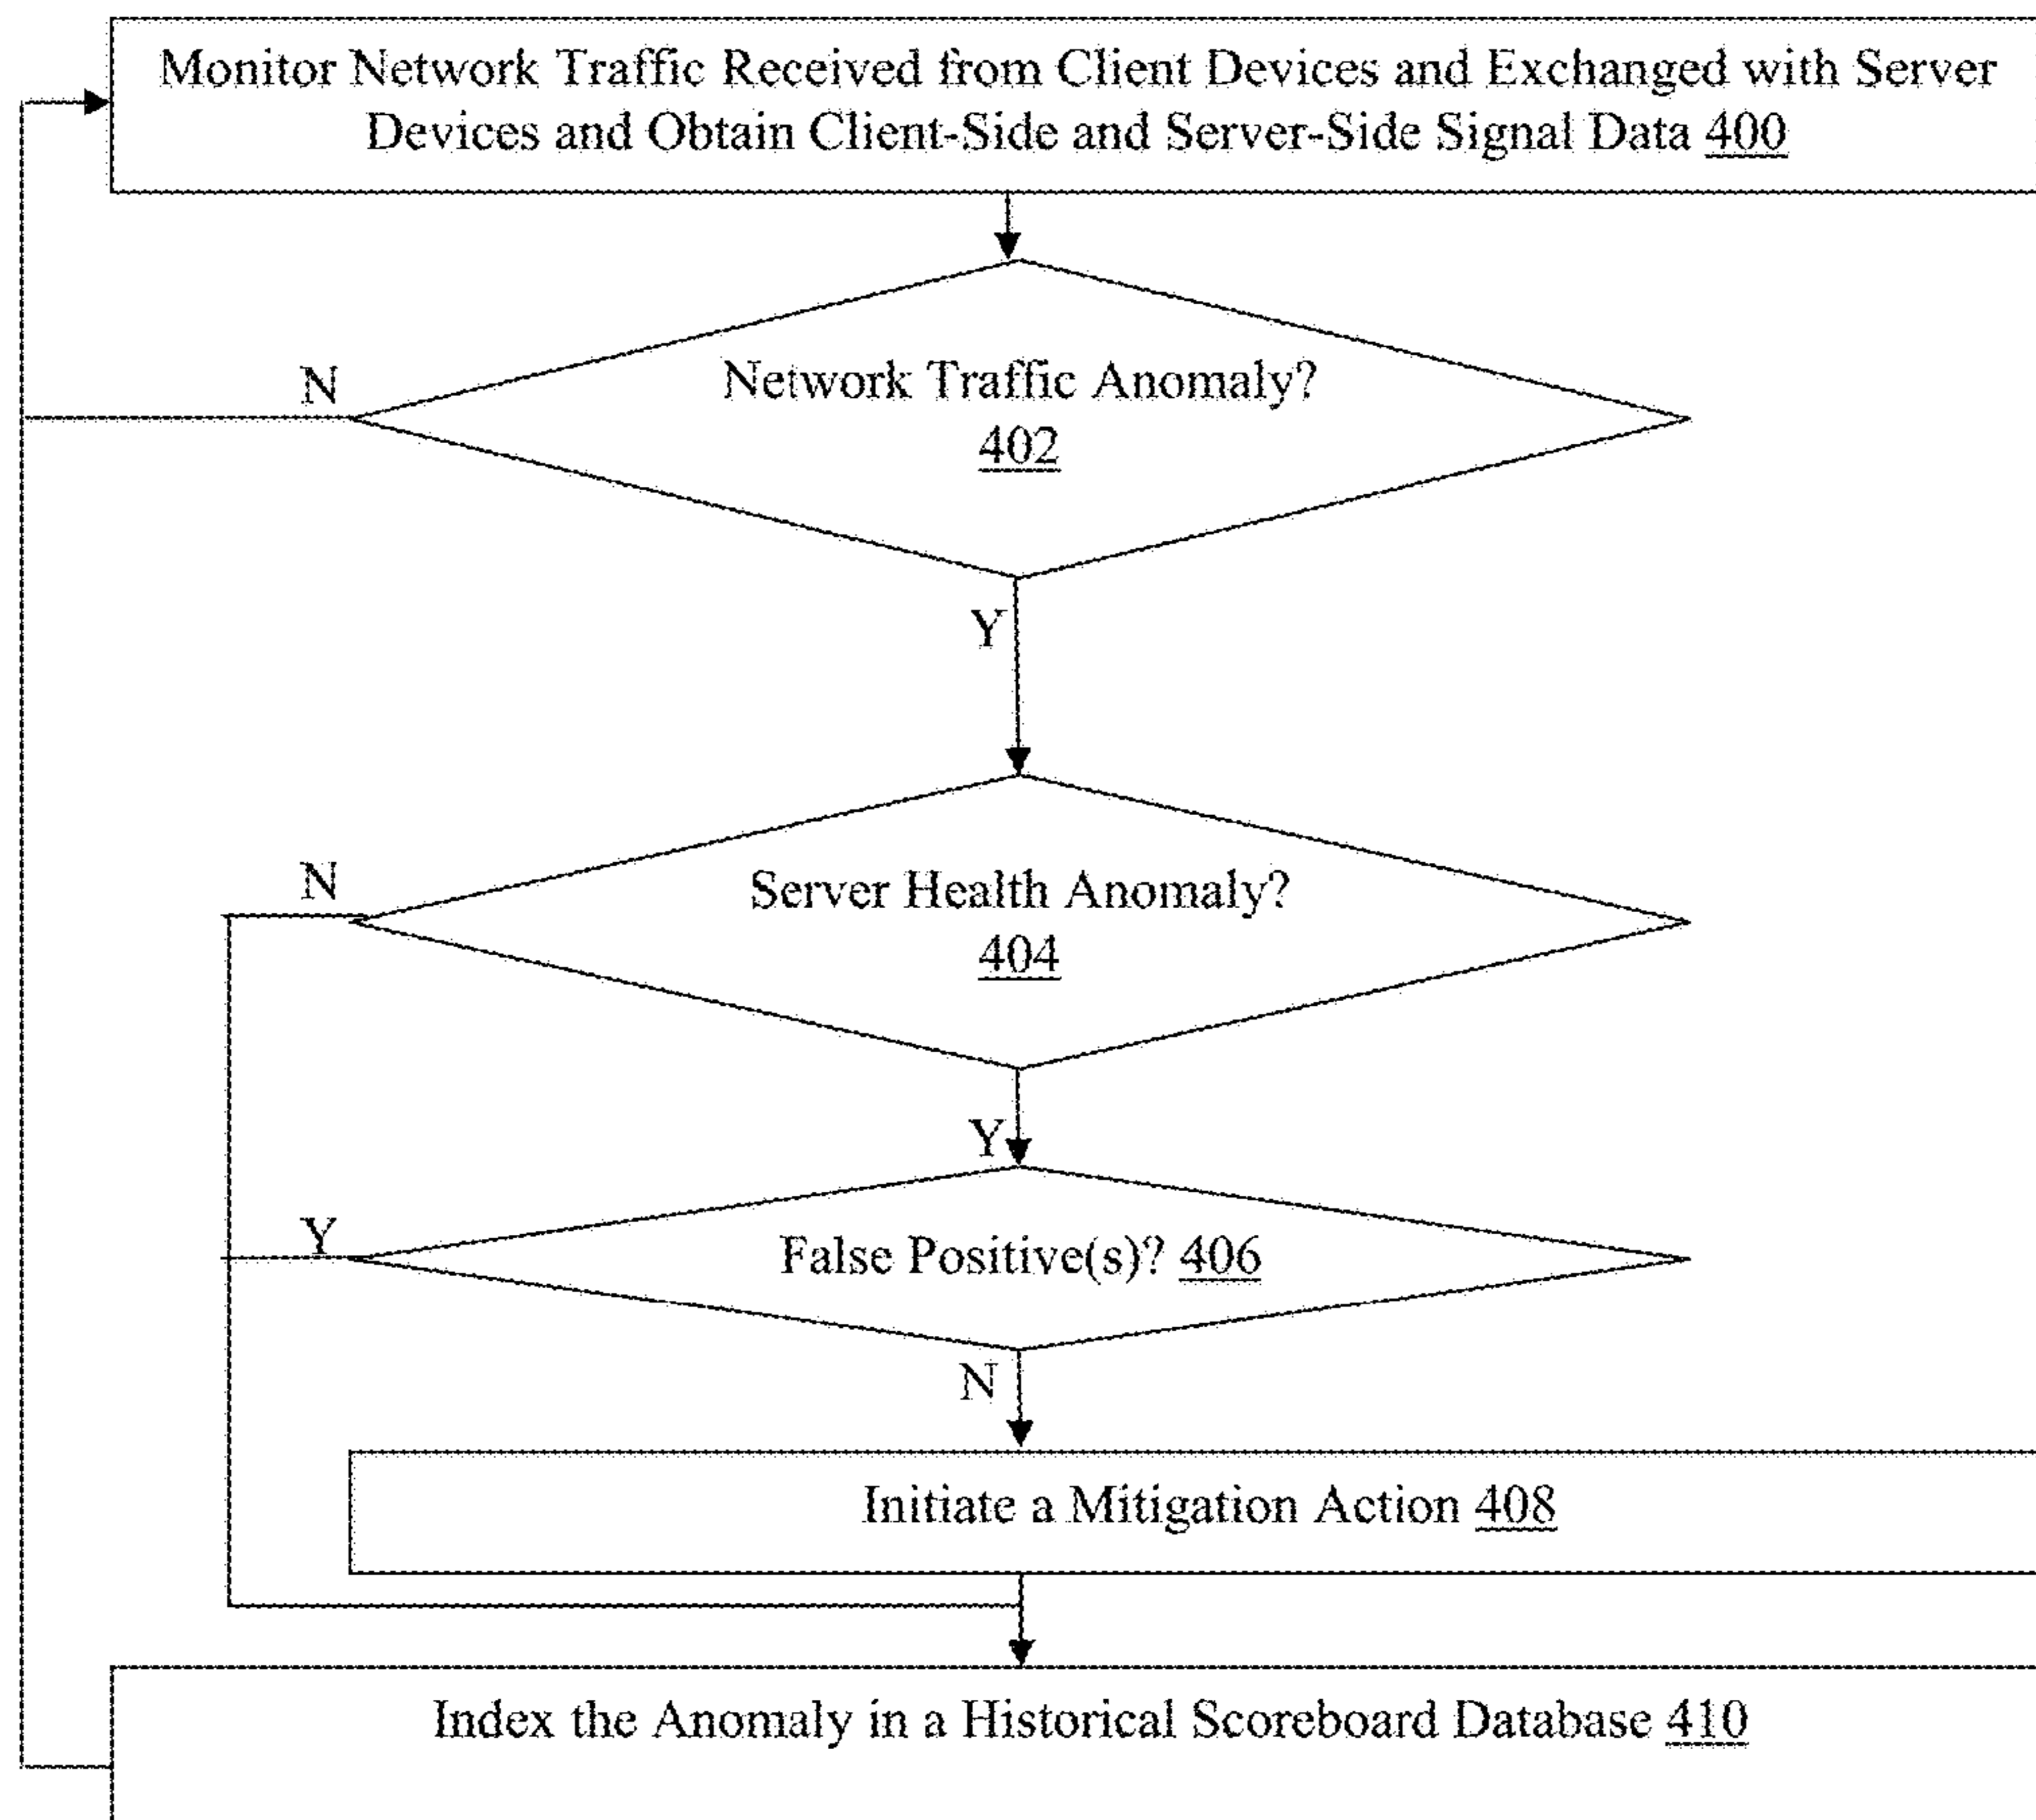 Monitor Network Traffic Received from Client Devices and Exchanged with Server
Devices and Obtain Client-Side and Server-Side Signal Data 400
N
Network Traffic Anomaly?
402
Y
N
Server Health Anomaly?
404
Y
Y
False Positive(s)? 406
N
Initiate a Mitigation Action 408
Index the Anomaly in a Historical Scoreboard Database 410